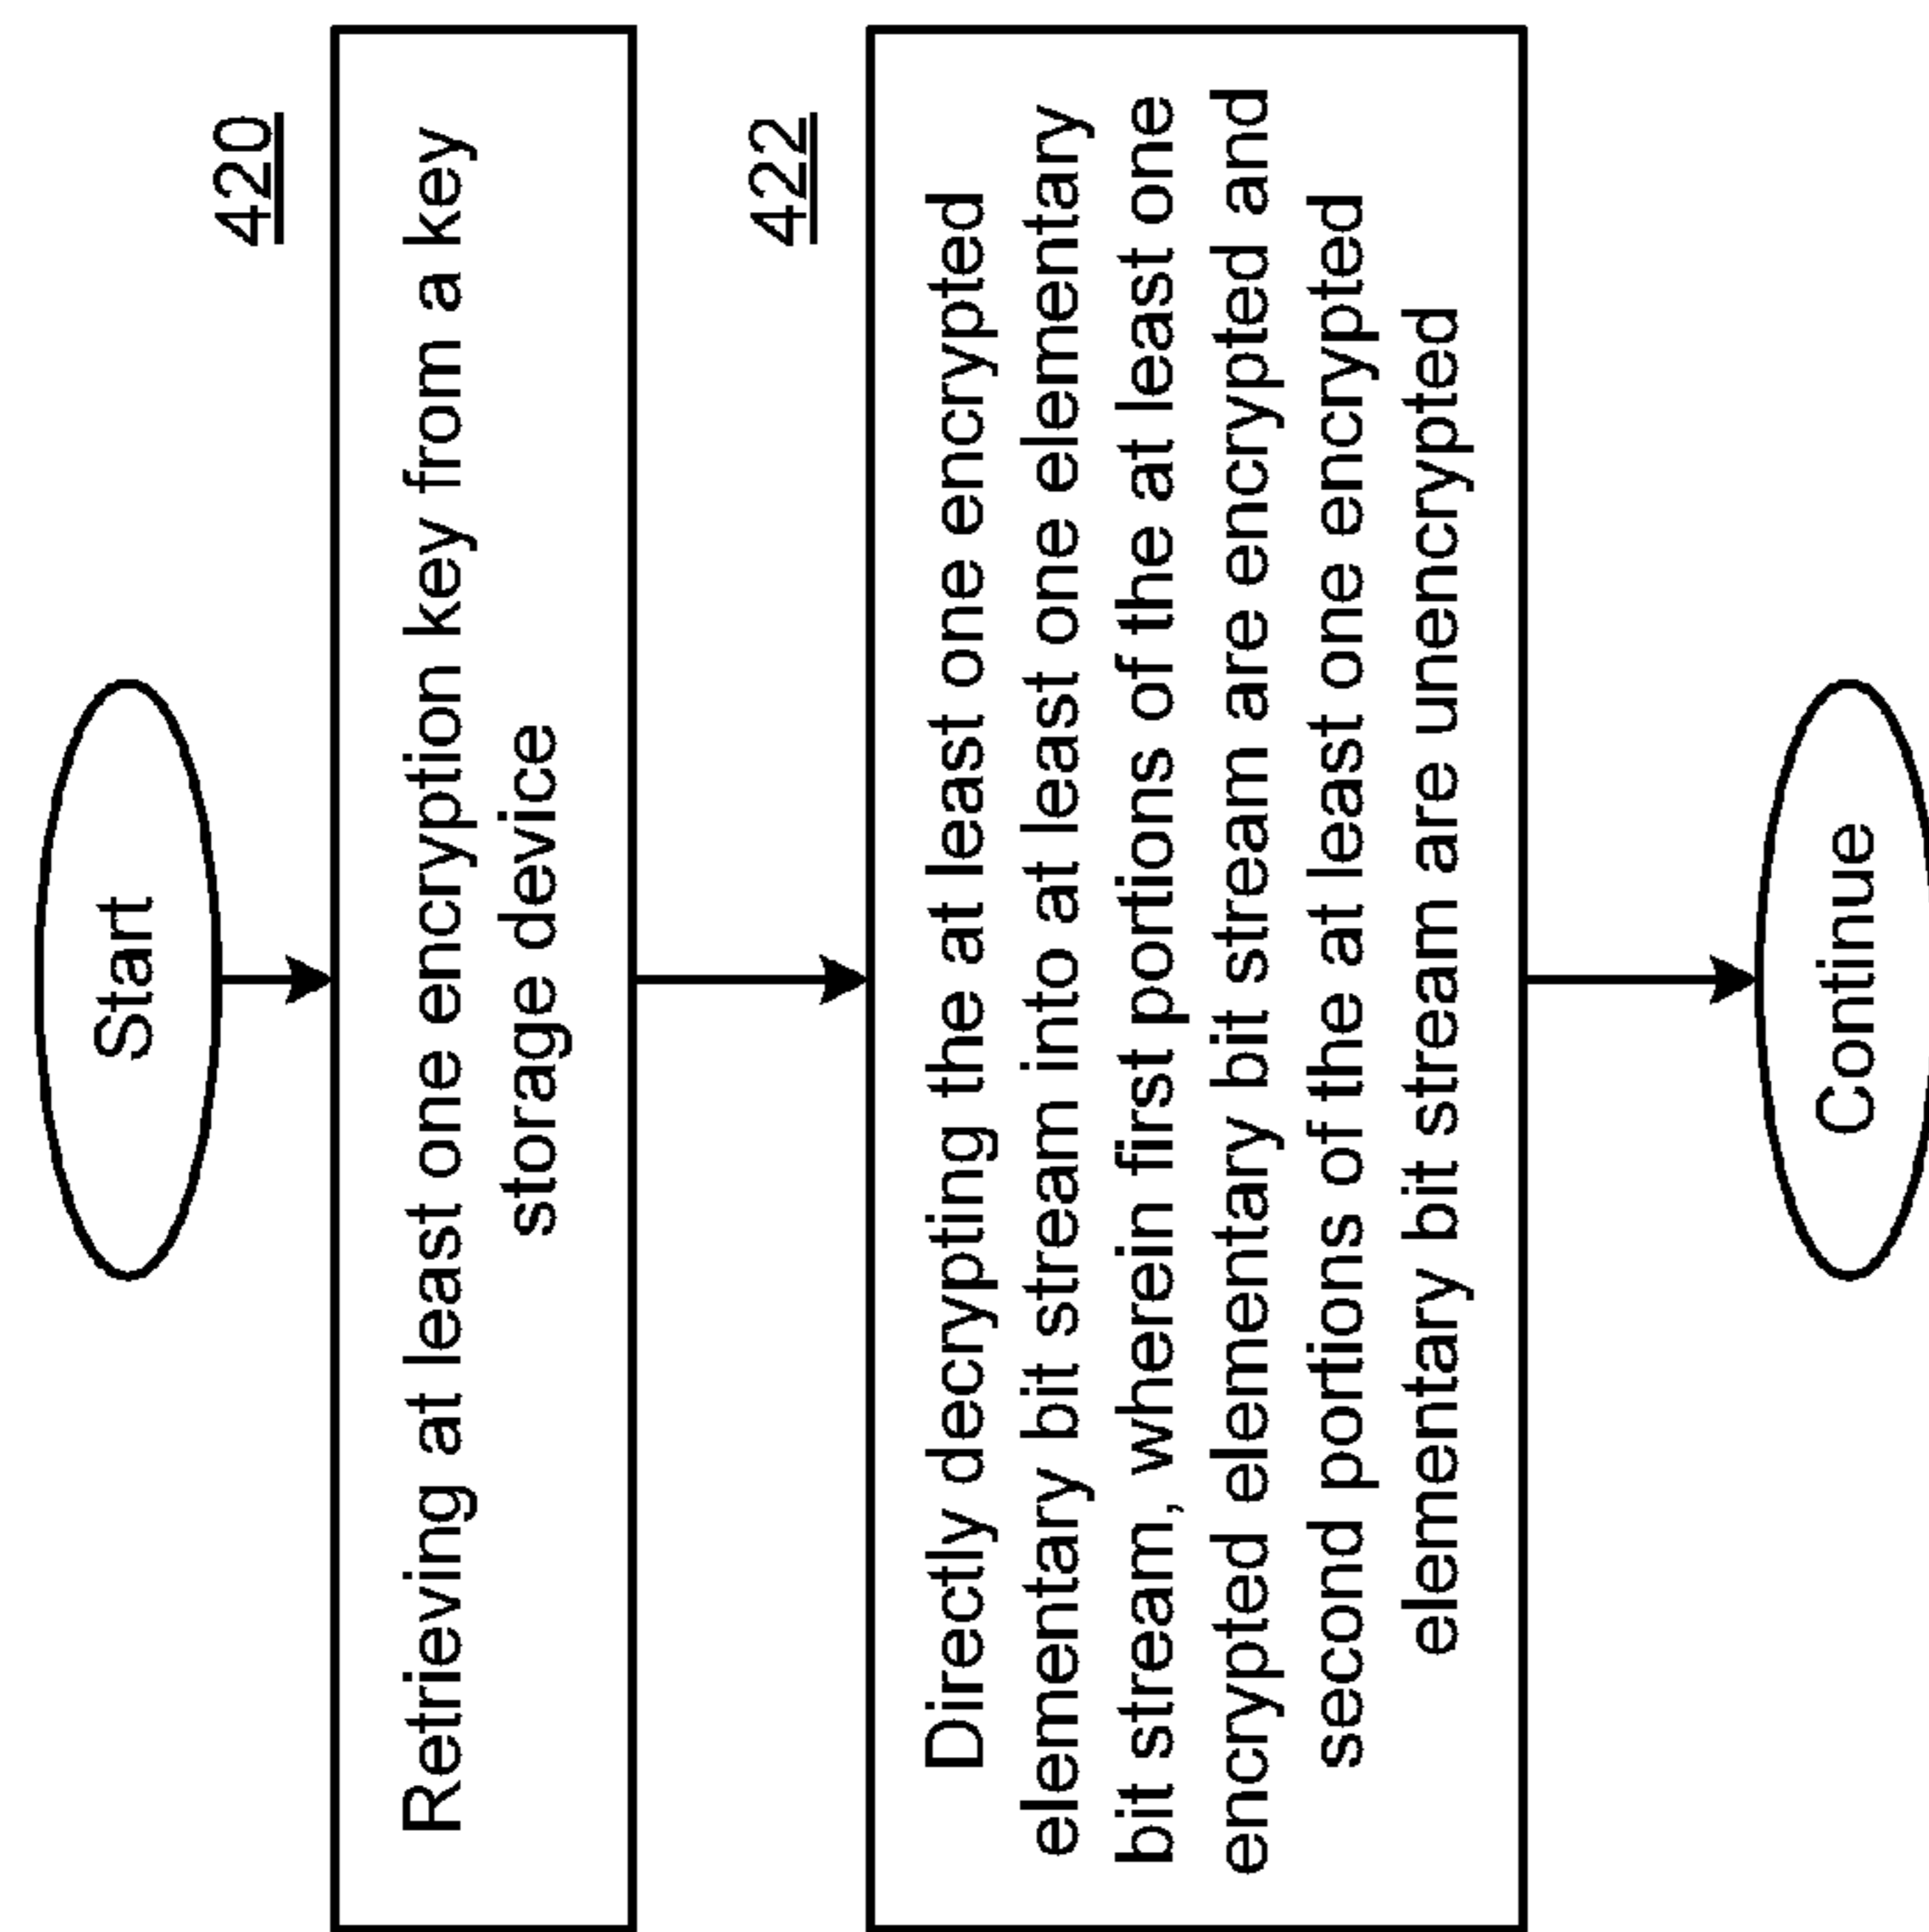 Start
420
Retrieving at least one encryption key from a key
storage device
422
Directly decrypting the at least one encrypted
elementary bit stream into at least one elementary
bit stream, wherein first portions of the at least one
encrypted elementary bit stream are encrypted and
second portions of the at least one encrypted
elementary bit stream are unencrypted
Continue